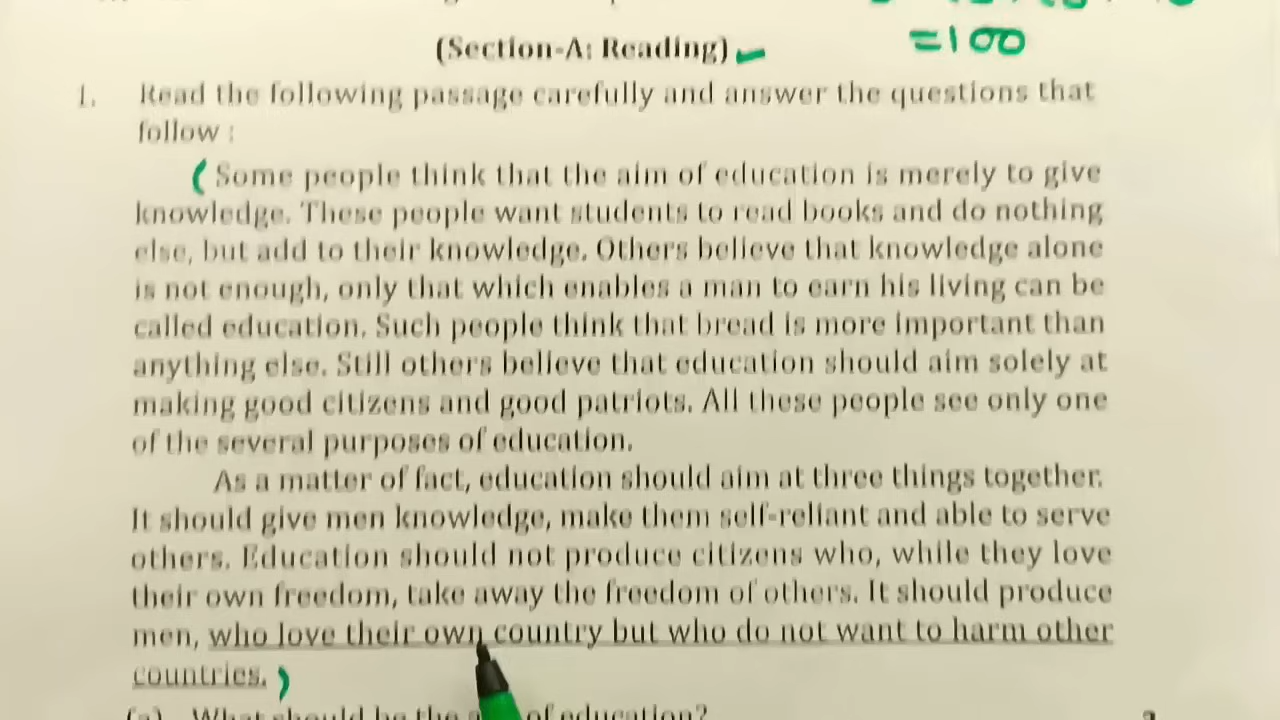 =100
(Section-A: Reading)
1. Read the following passage carefully and answer the questions that
follow :
(Some people think that the aim of education is merely to give
knowledge. These people want students to read books and do nothing
else, but add to their knowledge. Others believe that knowledge alone
is not enough, only that which enables a man to earn his living can be
called education. Such people think that bread is more important than
anything else. Still others believe that education should aim solely at
making good citizens and good patriots. All these people see only one
of the several purposes of education.
As a matter of fact, education should aim at three things together.
It should give men knowledge, make them self-reliant and able to serve
others. Education should not produce citizens who, while they love
their own freedom, take away the freedom of others. It should produce
men, who love their own country but who do not want to harm other
countries. )
(a) What should be the of education?